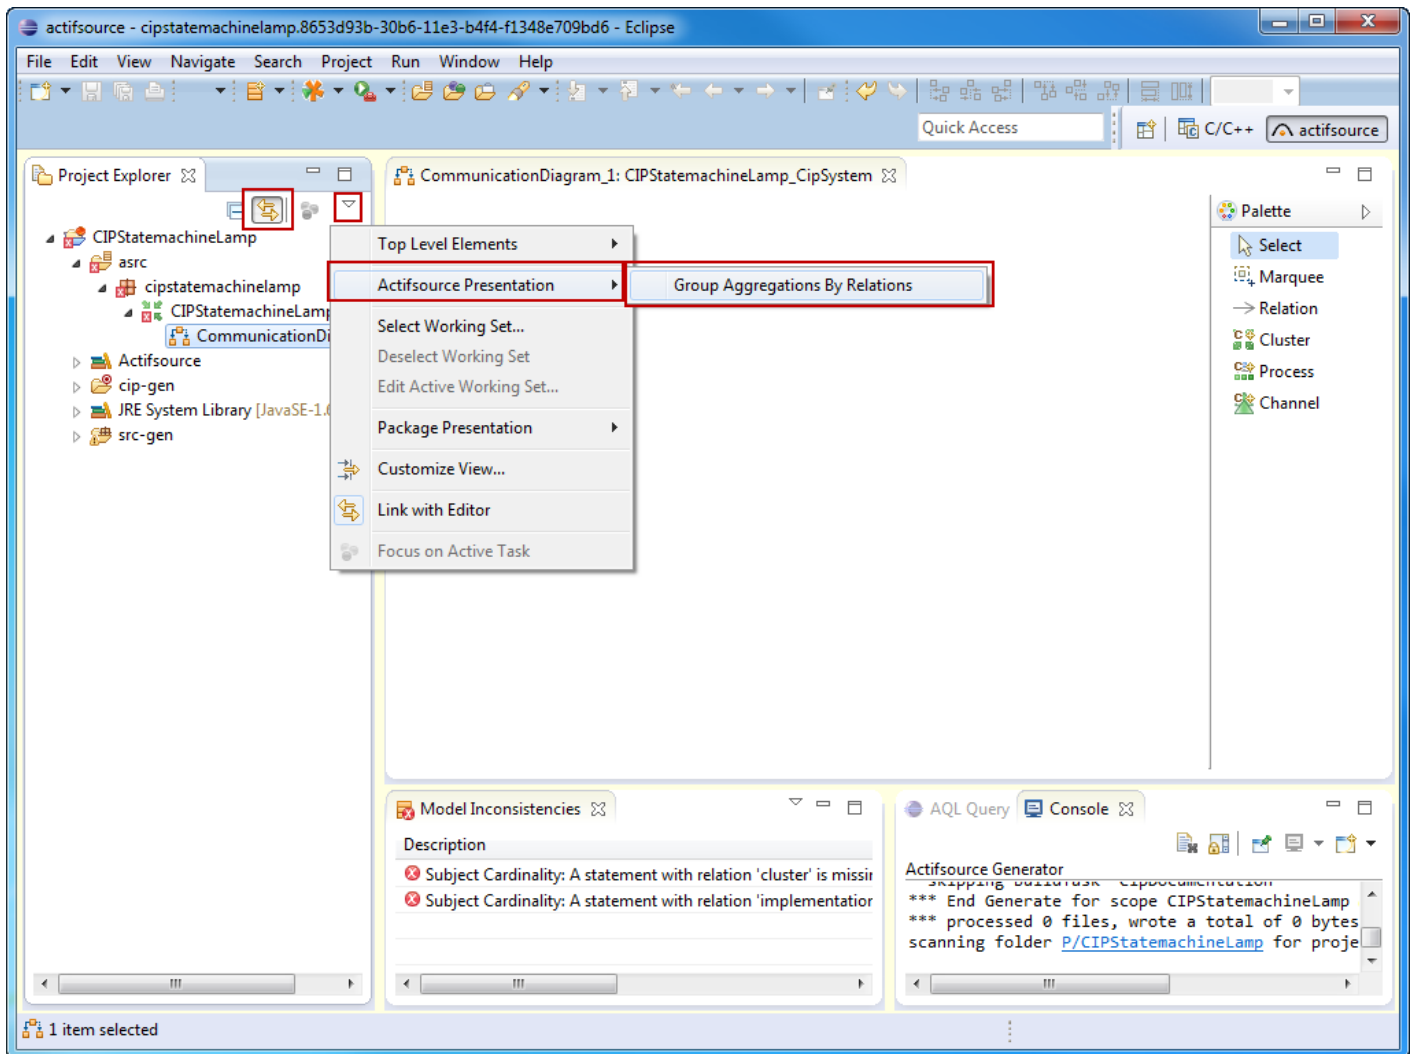 actifsource - cipstatemachinelamp.8653d93b-30b6-11e3-b4f4-f1348e709bd6 - Eclipse
File Edit View Navigate Search Project Run Window Help
Quick Access
C/C++
actifsource
Project Explorer
CIPStatemachineLamp
asrc
cipstatemachinelamp
CIPStatemachineLamp
CommunicationDi
Actifsource
cip-gen
JRE System Library [JavaSE-1.
src-gen
Top Level Elements
Actifsource Presentation
Group Aggregations By Relations
Select Working Set...
Deselect Working Set
Edit Active Working Set...
Package Presentation
Customize View...
Link with Editor
Focus on Active Task
CommunicationDiagram_1: CIPStatemachineLamp_CipSystem
Palette
Select
Marquee
Relation
Cluster
Process
Channel
Model Inconsistencies
Description
Subject Cardinality: A statement with relation 'cluster' is missin
Subject Cardinality: A statement with relation 'implementation
AQL Query
Console
Actifsource Generator
skipping BuildTask 'CipDocumentation'
*** End Generate for scope CIPStatemachineLamp
*** processed 0 files, wrote a total of 0 bytes
scanning folder P/CIPStatemachineLamp for proje
1 item selected